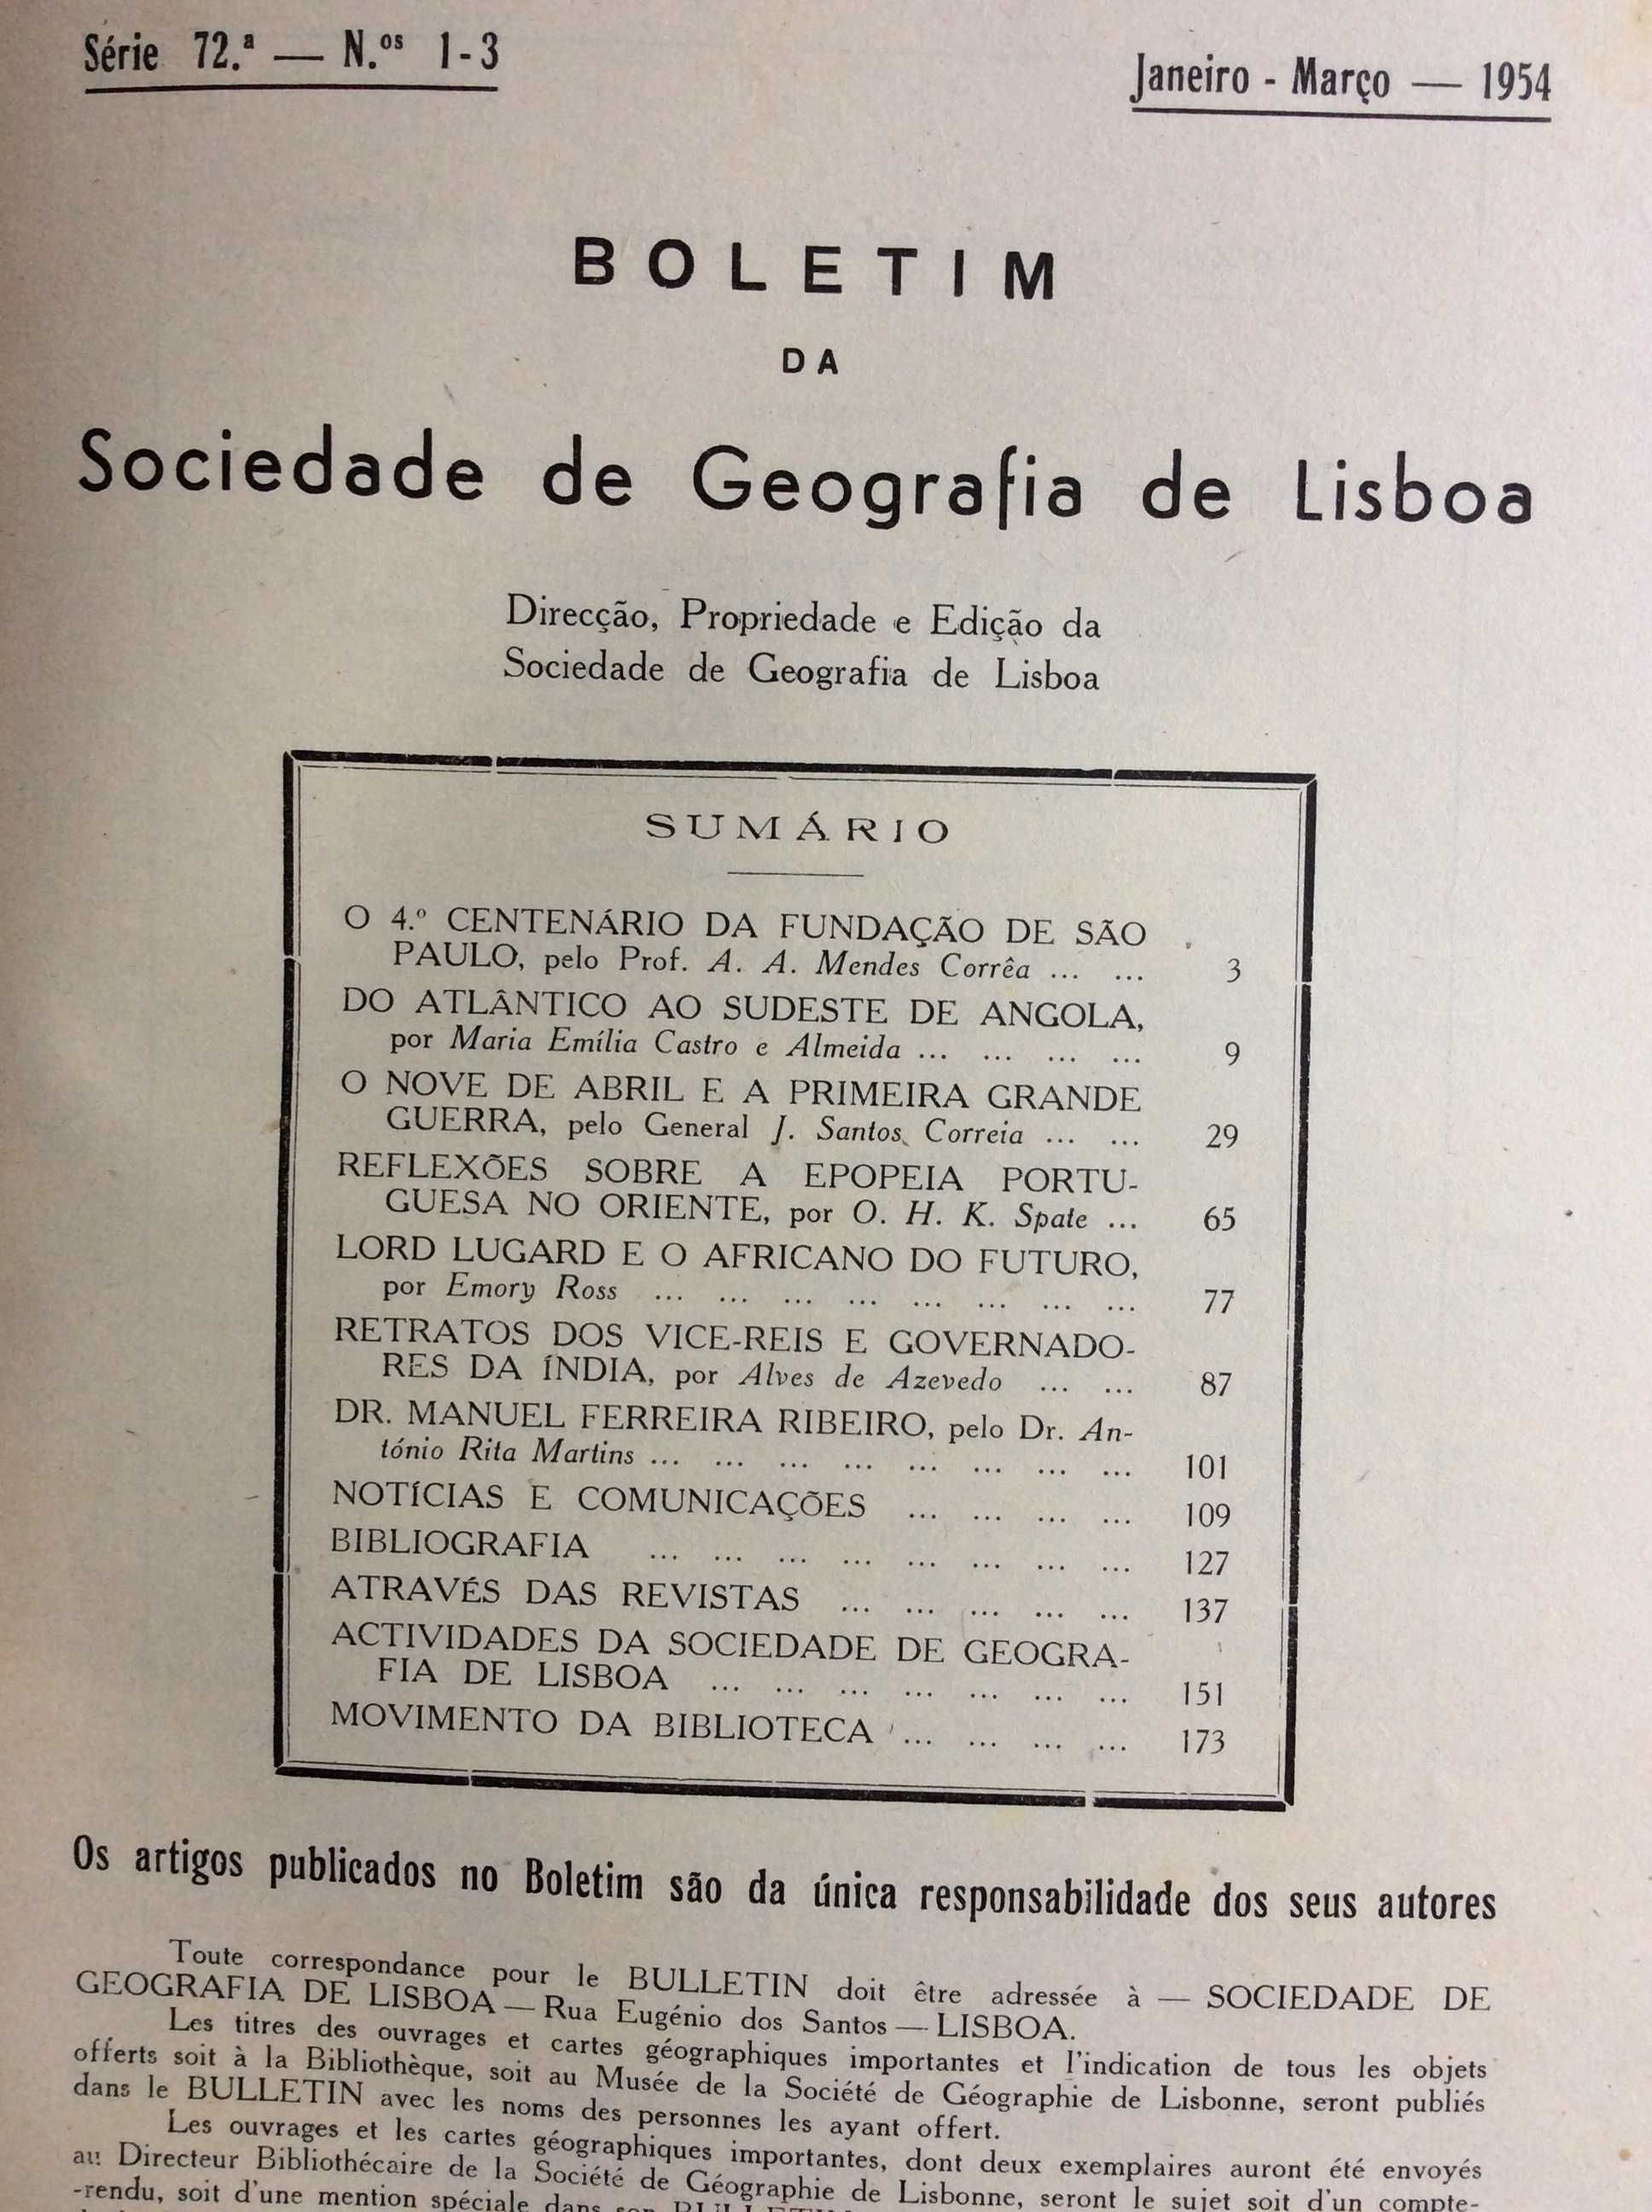 Série 72.ª — N.ºs 1-3
Janeiro - Março — 1954
BOLETIM
DA
Sociedade de Geografia de Lisboa
Direcção, Propriedade e Edição da
Sociedade de Geografia de Lisboa
SUMÁRIO
O 4.º CENTENÁRIO DA FUNDAÇÃO DE SÃO
PAULO, pelo Prof. A. A. Mendes Corrêa ... ... 3
DO ATLÂNTICO AO SUDESTE DE ANGOLA,
por Maria Emília Castro e Almeida ... ... ... ... 9
O NOVE DE ABRIL E A PRIMEIRA GRANDE
GUERRA, pelo General J. Santos Correia ... ... 29
REFLEXÕES SOBRE A EPOPEIA PORTU-
GUESA NO ORIENTE, por O. H. K. Spate ... 65
LORD LUGARD E O AFRICANO DO FUTURO,
por Emory Ross ... ... ... ... ... ... ... ... 77
RETRATOS DOS VICE-REIS E GOVERNADO-
RES DA ÍNDIA, por Alves de Azevedo ... ... 87
DR. MANUEL FERREIRA RIBEIRO, pelo Dr. An-
tónio Rita Martins ... ... ... ... ... ... ... ... 101
NOTÍCIAS E COMUNICAÇÕES ... ... ... ... 109
BIBLIOGRAFIA ... ... ... ... ... ... ... ... 127
ATRAVÉS DAS REVISTAS ... ... ... ... ... 137
ACTIVIDADES DA SOCIEDADE DE GEOGRA-
FIA DE LISBOA ... ... ... ... ... ... ... 151
MOVIMENTO DA BIBLIOTECA ... ... ... ... 173
Os artigos publicados no Boletim são da única responsabilidade dos seus autores
Toute correspondance pour le BULLETIN doit être adressée à — SOCIEDADE DE
GEOGRAFIA DE LISBOA — Rua Eugénio dos Santos — LISBOA.
Les titres des ouvrages et cartes géographiques importantes et l'indication de tous les objets
offerts soit à la Bibliothèque, soit au Musée de la Société de Géographie de Lisbonne, seront publiés
dans le BULLETIN avec les noms des personnes les ayant offert.
Les ouvrages et les cartes géographiques importantes, dont deux exemplaires auront été envoyés
au Directeur Bibliothécaire de la Société de Géographie de Lisbonne, seront le sujet soit d'un compte-
-rendu, soit d'une mention spéciale dans son